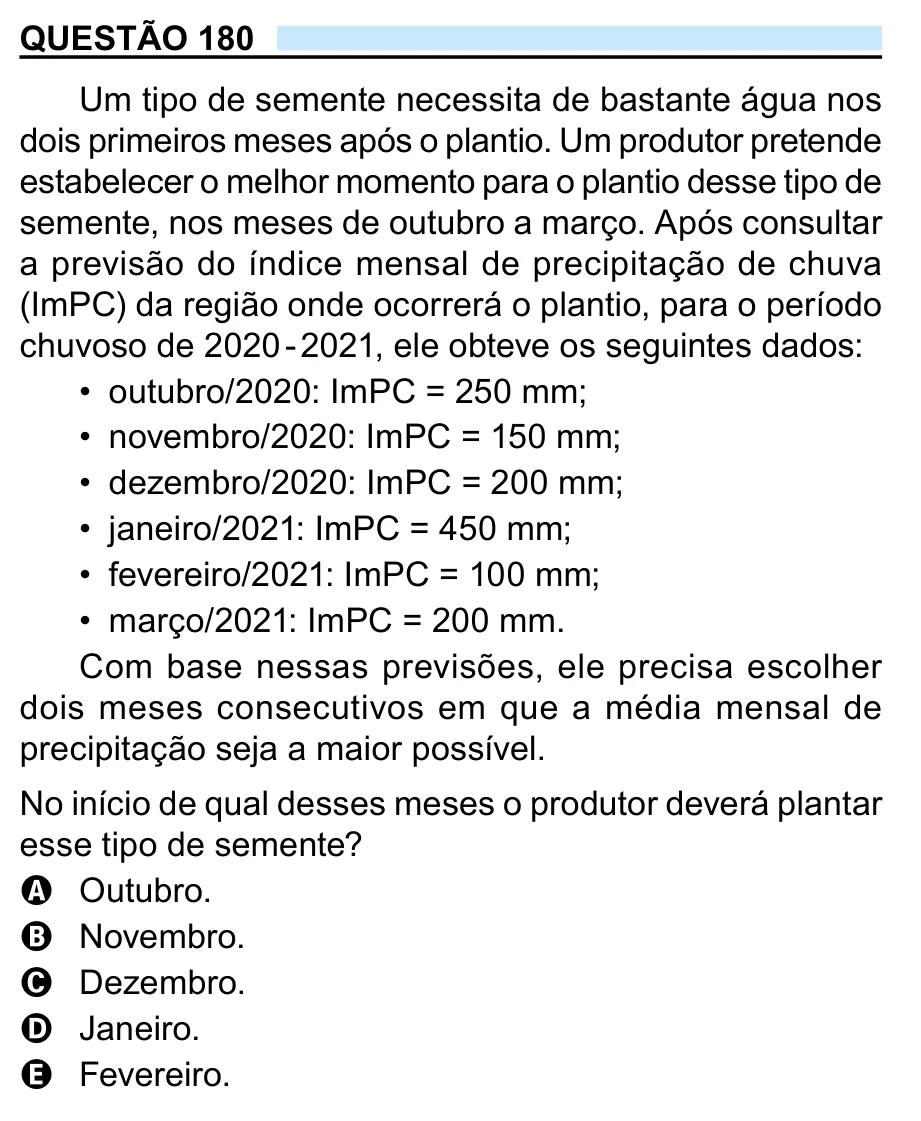 QUESTÃO 180
Um tipo de semente necessita de bastante água nos
dois primeiros meses após o plantio. Um produtor pretende
estabelecer o melhor momento para o plantio desse tipo de
semente, nos meses de outubro a março. Após consultar
a previsão do índice mensal de precipitação de chuva
(ImPC) da região onde ocorrerá o plantio, para o período
chuvoso de 2020-2021, ele obteve os seguintes dados:
• outubro/2020: ImPC = 250 mm;
• novembro/2020: ImPC = 150 mm;
• dezembro/2020: ImPC = 200 mm;
• janeiro/2021: ImPC = 450 mm;
• fevereiro/2021: ImPC = 100 mm;
• março/2021: ImPC = 200 mm.
Com base nessas previsões, ele precisa escolher
dois meses consecutivos em que a média mensal de
precipitação seja a maior possível.
No início de qual desses meses o produtor deverá plantar
esse tipo de semente?
A Outubro.
B Novembro.
C Dezembro.
D Janeiro.
E Fevereiro.